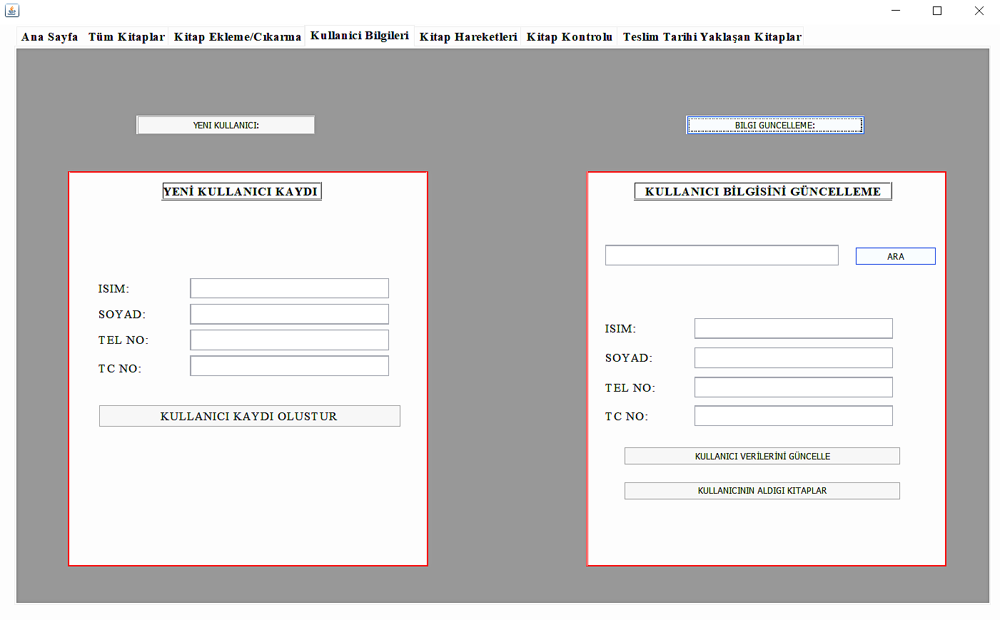 Ana Sayfa Tüm Kitaplar Kitap Ekleme/Cıkarma Kullanici Bilgileri Kitap Hareketleri Kitap Kontrolu Teslim Tarihi Yaklaşan Kitaplar
YENI KULLANICI:
BILGI GUNCELLEME:
YENİ KULLANICI KAYDI
ISIM:
SOYAD:
TEL NO:
TC NO:
KULLANICI KAYDI OLUSTUR
KULLANICI BİLGİSİNİ GÜNCELLEME
ARA
ISIM:
SOYAD:
TEL NO:
TC NO:
KULLANICI VERİLERİNİ GÜNCELLE
KULLANICININ ALDIGI KITAPLAR